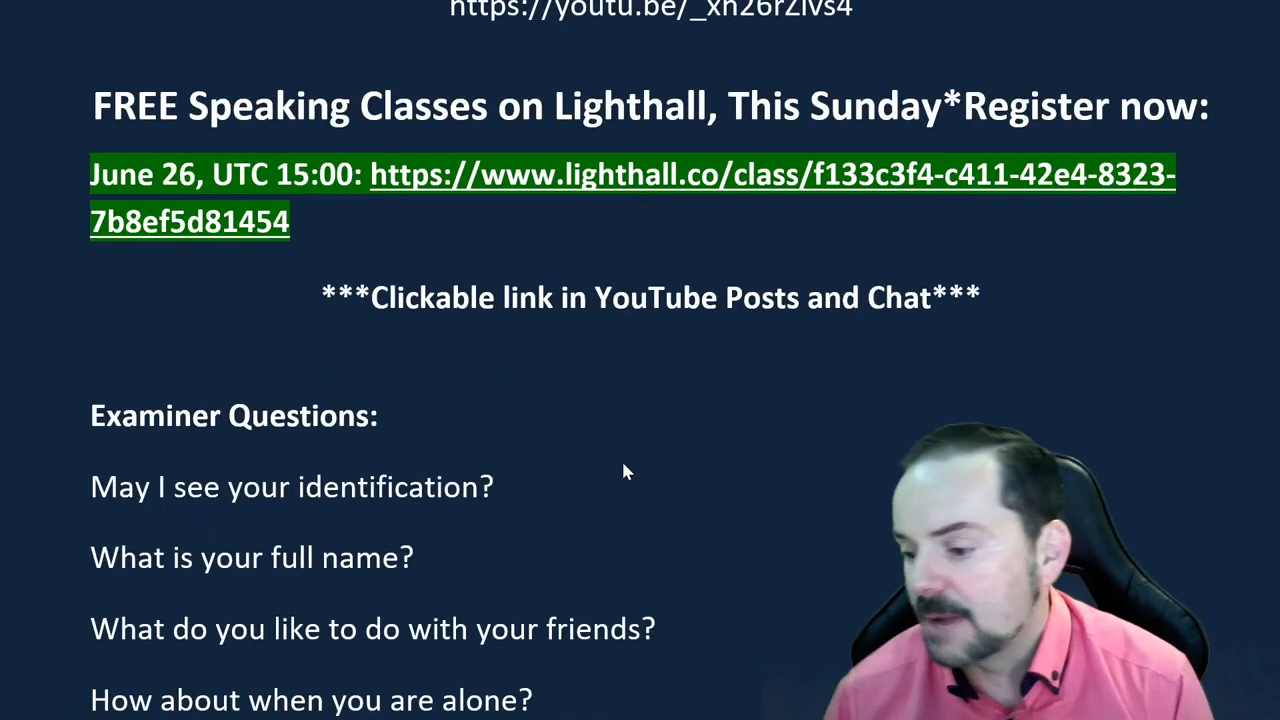 FREE Speaking Classes on Lighthall, This Sunday*Register now:
June 26, UTC 15:00: https://www.lighthall.co/class/f133c3f4-c411-42e4-8323-
7b8ef5d81454
***Clickable link in YouTube Posts and Chat***
Examiner Questions:
May I see your identification?
What is your full name?
What do you like to do with your friends?
How about when you are alone?